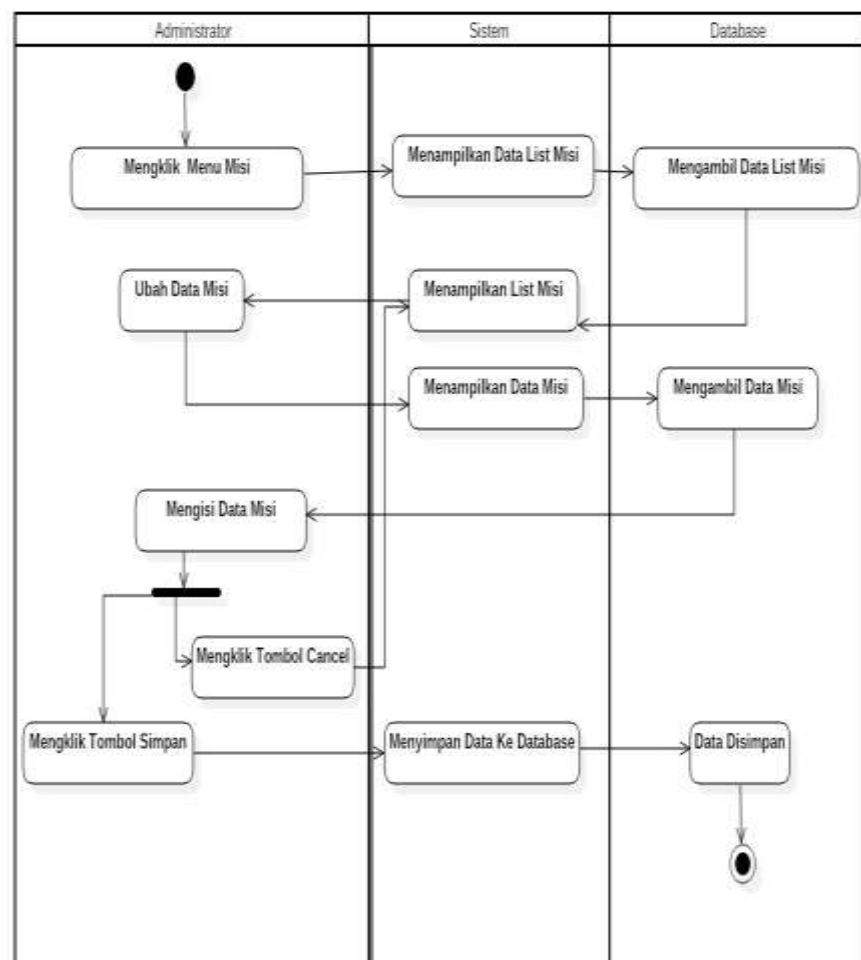 Administrator
Sistem
Database
Mengklik Menu Misi
Menampilkan Data List Misi
Mengambil Data List Misi
Ubah Data Misi
Menampilkan List Misi
Menampilkan Data Misi
Mengambil Data Misi
Mengisi Data Misi
Mengklik Tombol Cancel
Mengklik Tombol Simpan
Menyimpan Data Ke Database
Data Disimpan